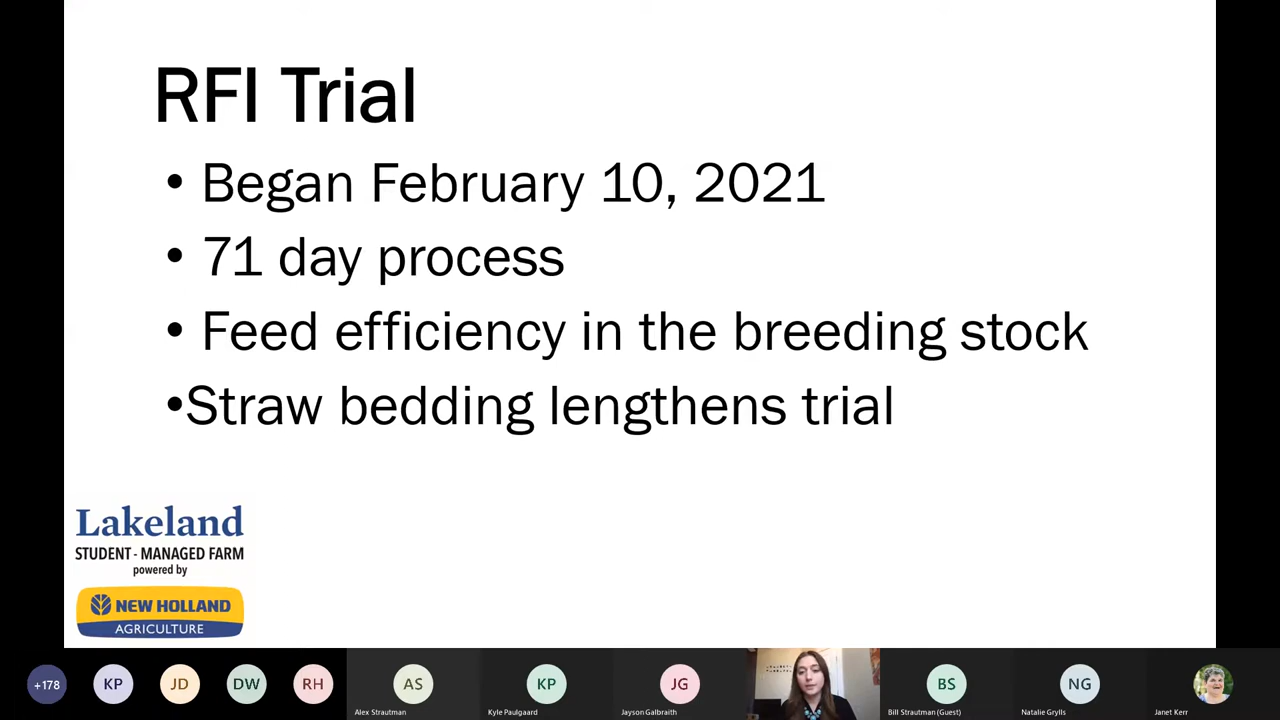 RFI Trial
• Began February 10, 2021
• 71 day process
• Feed efficiency in the breeding stock
•Straw bedding lengthens trial
Lakeland
STUDENT - MANAGED FARM
powered by
NEW HOLLAND
AGRICULTURE
+178
KP
JD
DW
RH
AS
KP
JG
BS
NG
Alex Strautman
Kyle Paulgaard
Jayson Galbraith
Bill Strautman (Guest)
Natalie Grylls
Janet Kerr